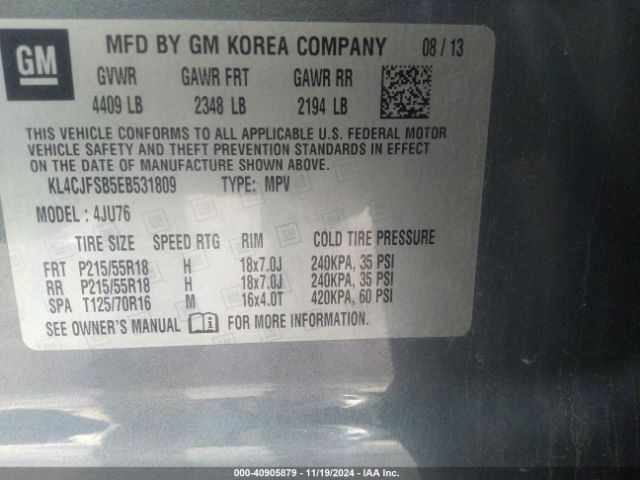 GM MFD BY GM KOREA COMPANY 08/13
GVWR GAWR FRT GAWR RR
4409 LB 2348 LB 2194 LB
THIS VEHICLE CONFORMS TO ALL APPLICABLE U.S. FEDERAL MOTOR
VEHICLE SAFETY AND THEFT PREVENTION STANDARDS IN EFFECT
ON THE DATE OF MANUFACTURE SHOWN ABOVE.
KL4CJFSB5EB531809 TYPE: MPV
MODEL: 4JU76
TIRE SIZE SPEED RTG RIM COLD TIRE PRESSURE
FRT P215/55R18 H 18x7.0J 240KPA, 35 PSI
RR P215/55R18 H 18x7.0J 240KPA, 35 PSI
SPA T125/70R16 M 16x4.0T 420KPA, 60 PSI
SEE OWNER'S MANUAL FOR MORE INFORMATION.
000-40905879 - 11/19/2024 - IAA Inc.